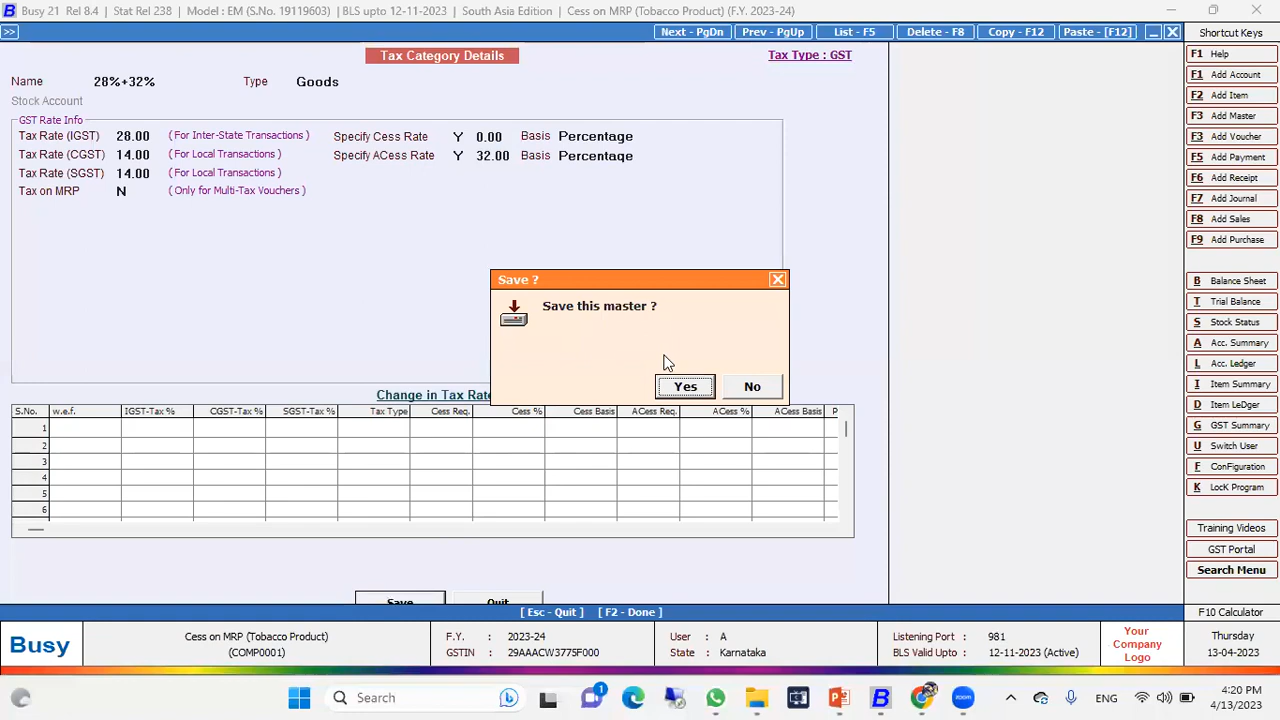 Busy 21 Rel 8.4 | Stat Rel 238 | Model : EM (S.No. 19119603) | BLS upto 12-11-2023 | South Asia Edition | Cess on MRP (Tobacco Product) (F.Y. 2023-24)
>> Next - PgDn Prev - PgUp List - F5 Delete - F8 Copy - F12 Paste - [F12]
Tax Category Details Tax Type : GST
Name 28%+32% Type Goods
Stock Account
GST Rate Info
Tax Rate (IGST) 28.00 ( For Inter-State Transactions ) Specify Cess Rate Y 0.00 Basis Percentage
Tax Rate (CGST) 14.00 ( For Local Transactions ) Specify ACess Rate Y 32.00 Basis Percentage
Tax Rate (SGST) 14.00 ( For Local Transactions )
Tax on MRP N ( Only for Multi-Tax Vouchers )
Save ?
Save this master ?
Yes No
Change in Tax Rate
S.No. w.e.f. IGST-Tax % CGST-Tax % SGST-Tax % Tax Type Cess Req. Cess % Cess Basis ACess Req. ACess % ACess Basis P
1
2
3
4
5
6
Save Quit
[ Esc - Quit ] [ F2 - Done ]
Shortcut Keys
F1 Help
F1 Add Account
F2 Add Item
F3 Add Master
F3 Add Voucher
F5 Add Payment
F6 Add Receipt
F7 Add Journal
F8 Add Sales
F9 Add Purchase
B Balance Sheet
T Trial Balance
S Stock Status
A Acc. Summary
L Acc. Ledger
I Item Summary
D Item LeDger
G GST Summary
U Switch User
F ConFiguration
K LocK Program
Training Videos
GST Portal
Search Menu
F10 Calculator
Busy
Cess on MRP (Tobacco Product)
(COMP0001)
F.Y. : 2023-24
GSTIN : 29AAACW3775F000
User : A
State : Karnataka
Listening Port : 981
BLS Valid Upto : 12-11-2023 (Active)
Your
Company
Logo
Thursday
13-04-2023
Search
1
ENG
4:20 PM
4/13/2023